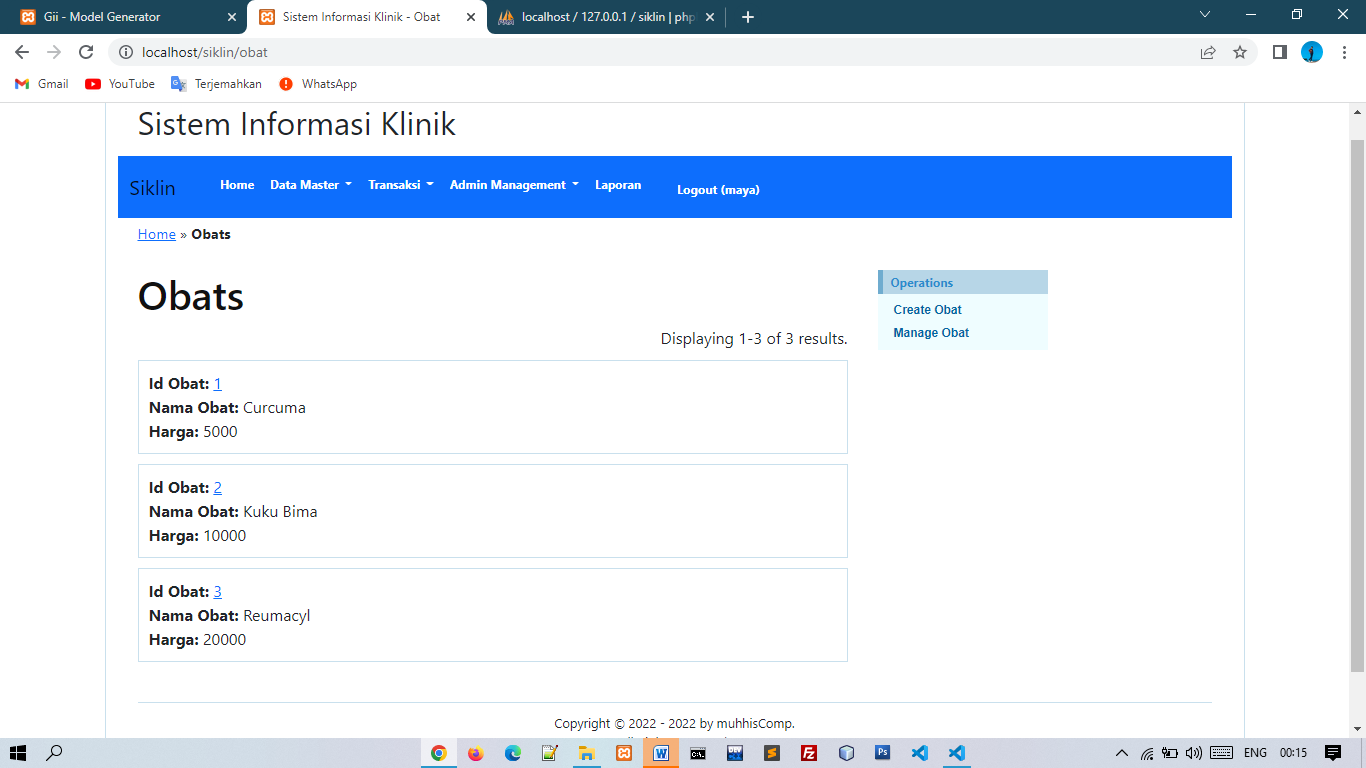 Gii - Model Generator
Sistem Informasi Klinik - Obat
localhost / 127.0.0.1 / siklin | php
localhost/siklin/obat
Gmail YouTube Terjemahkan WhatsApp
Sistem Informasi Klinik
Siklin Home Data Master Transaksi Admin Management Laporan Logout (maya)
Home » Obats
Obats
Displaying 1-3 of 3 results.
Id Obat: 1
Nama Obat: Curcuma
Harga: 5000
Id Obat: 2
Nama Obat: Kuku Bima
Harga: 10000
Id Obat: 3
Nama Obat: Reumacyl
Harga: 20000
Operations
Create Obat
Manage Obat
Copyright © 2022 - 2022 by muhhisComp.
ENG 00:15